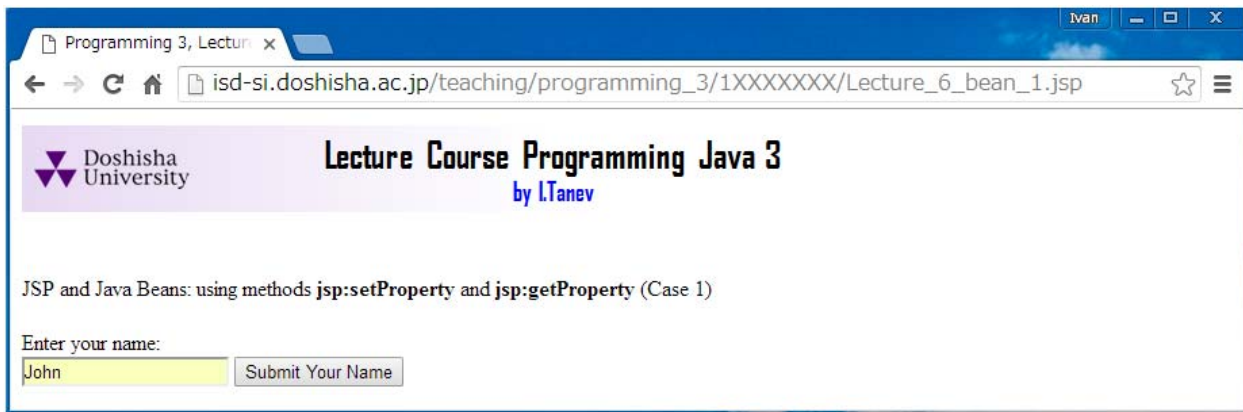 Ivan
Programming 3, Lectur
isd-si.doshisha.ac.jp/teaching/programming_3/1XXXXXXX/Lecture_6_bean_1.jsp
Doshisha
University
Lecture Course Programming Java 3
by I.Tanev
JSP and Java Beans: using methods jsp:setProperty and jsp:getProperty (Case 1)
Enter your name:
John Submit Your Name